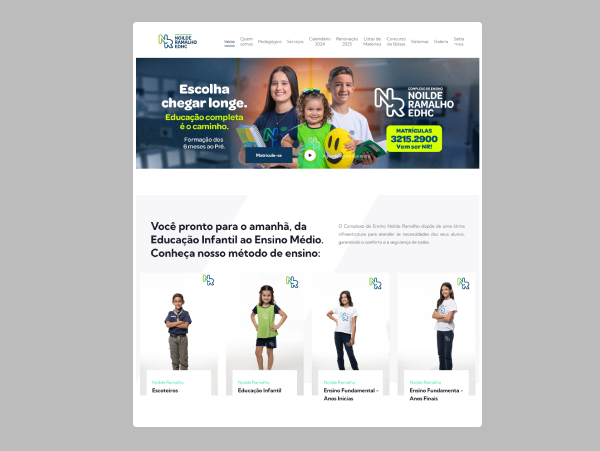 NOILDE
RAMALHO
EDHC
Início
Quem somos
Pedagógico
Serviços
Calendário 2024
Renovação 2025
Listas de Materiais
Concurso de Bolsas
Sistemas
Galeria
Saiba mais
Escolha
chegar longe.
Educação completa
é o caminho.
Formação dos
6 meses ao Pré.
Matricule-se
COMPLEXO DE ENSINO
NOILDE
RAMALHO
EDHC
MATRÍCULAS
3215.2900
Vem ser NR!
Você pronto para o amanhã, da
Educação Infantil ao Ensino Médio.
Conheça nosso método de ensino:
O Complexo de Ensino Noilde Ramalho dispõe de uma ótima
infraestrutura para atender às necessidades dos seus alunos,
garantindo o conforto e a segurança de todos.
Noilde Ramalho
Escoteiros
Noilde Ramalho
Educação Infantil
Noilde Ramalho
Ensino Fundamental -
Anos Inicias
Noilde Ramalho
Ensino Fundamenta -
Anos Finais